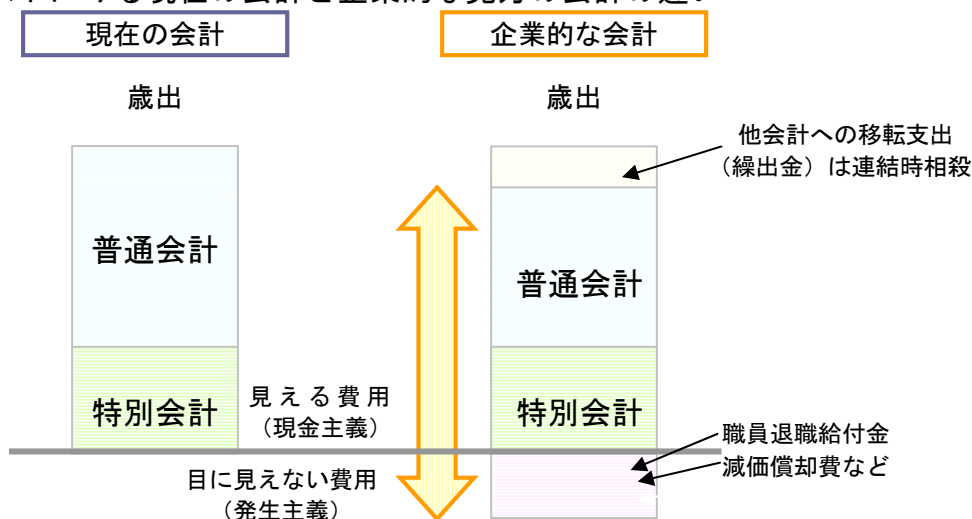 現在の会計
企業的な会計
歳出
歳出
他会計への移転支出
（繰出金）は連結時相殺
普通会計
普通会計
特別会計
特別会計
見える費用
（現金主義）
職員退職給付金
減価償却費など
目に見えない費用
（発生主義）